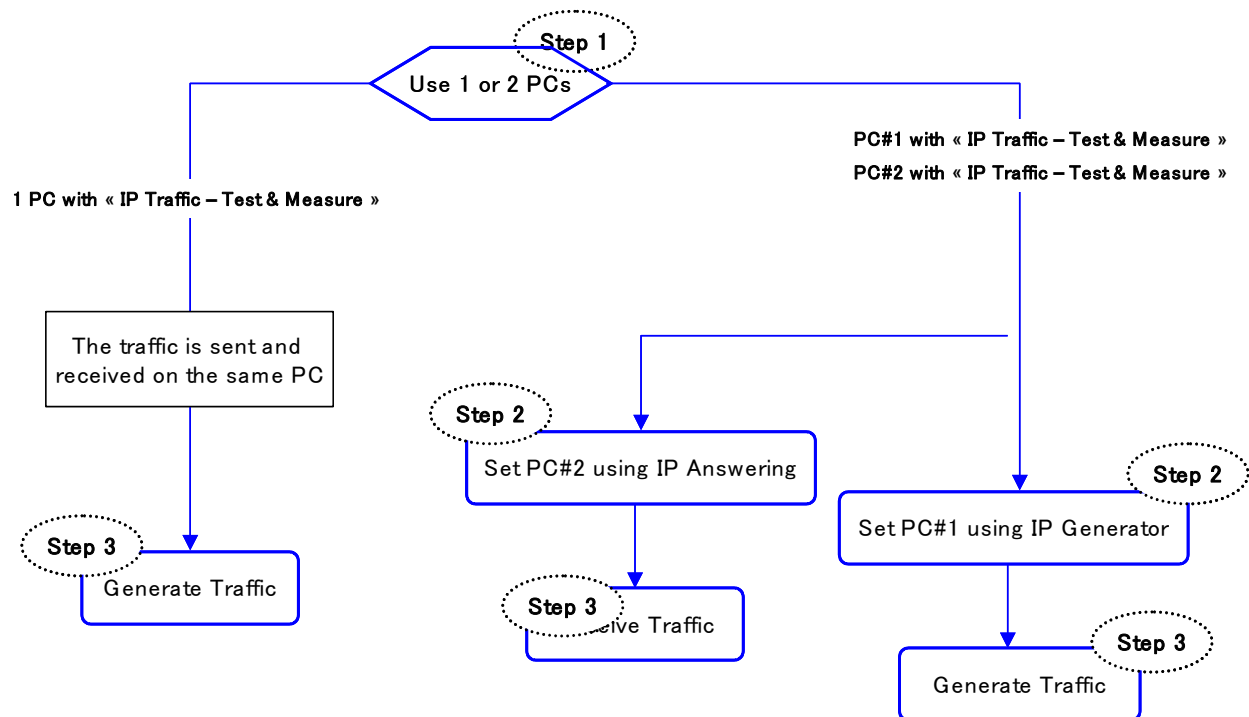 Step 1
Use 1 or 2 PCs
PC#1 with « IP Traffic – Test & Measure »
PC#2 with « IP Traffic – Test & Measure »
1 PC with « IP Traffic – Test & Measure »
The traffic is sent and
received on the same PC
Step 2
Set PC#2 using IP Answering
Step 2
Set PC#1 using IP Generator
Step 3
Generate Traffic
Step 3
Traffic
Step 3
Generate Traffic